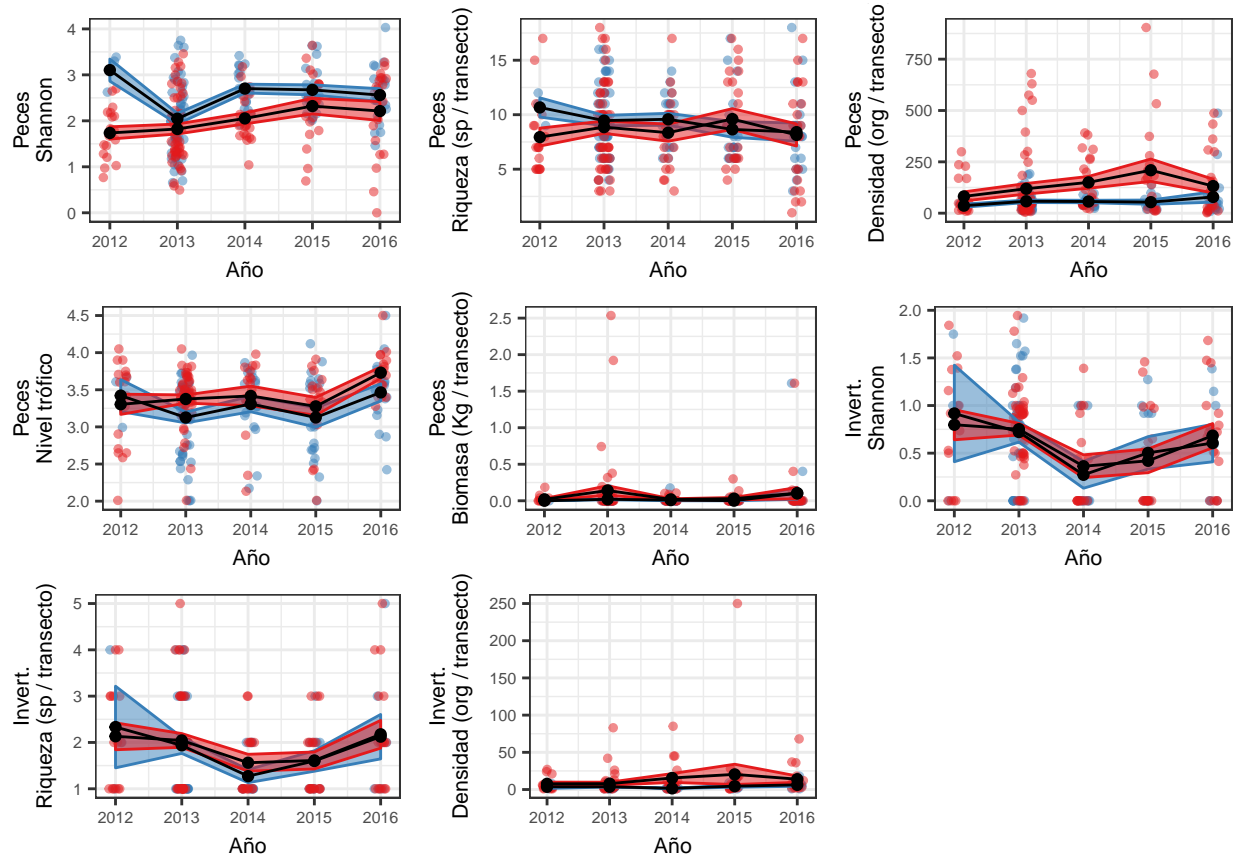 Peces
Shannon
4
3
2
1
0
2012 2013 2014 2015 2016
Año
Peces
Riqueza (sp / transecto)
15
10
5
2012 2013 2014 2015 2016
Año
Peces
Densidad (org / transecto
750
500
250
0
2012 2013 2014 2015 2016
Año
Peces
Nivel trófico
4.5
4.0
3.5
3.0
2.5
2.0
2012 2013 2014 2015 2016
Año
Peces
Biomasa (Kg / transecto)
2.5
2.0
1.5
1.0
0.5
0.0
2012 2013 2014 2015 2016
Año
Invert.
Shannon
2.0
1.5
1.0
0.5
0.0
2012 2013 2014 2015 2016
Año
Invert.
Riqueza (sp / transecto)
5
4
3
2
1
2012 2013 2014 2015 2016
Año
Invert.
Densidad (org / transecto)
250
200
150
100
50
0
2012 2013 2014 2015 2016
Año